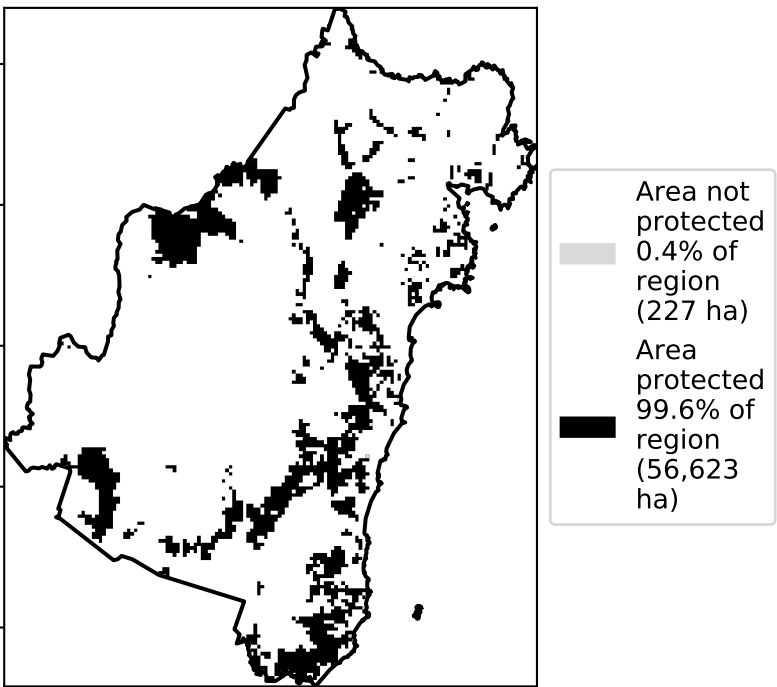 Area not
protected
0.4% of
region
(227 ha)
Area
protected
99.6% of
region
(56,623
ha)